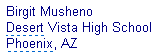 Birgit Musheno
Desert Vista High School
Phoenix, AZ